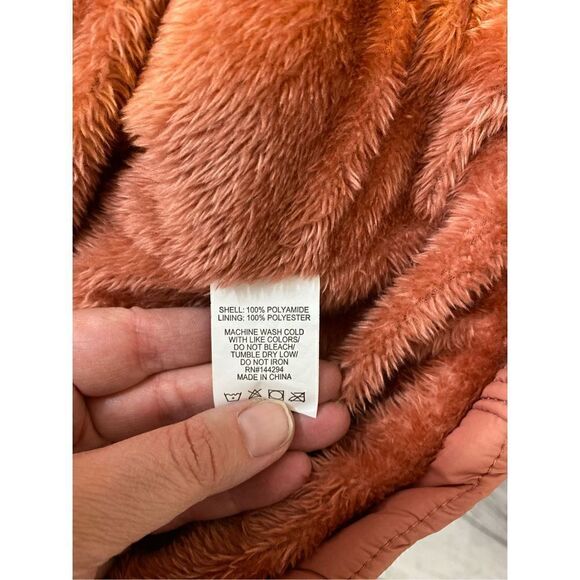 SHELL: 100% POLYAMIDE
LINING: 100% POLYESTER
MACHINE WASH COLD
WITH LIKE COLORS/
DO NOT BLEACH/
TUMBLE DRY LOW/
DO NOT IRON
RN#144294
MADE IN CHINA